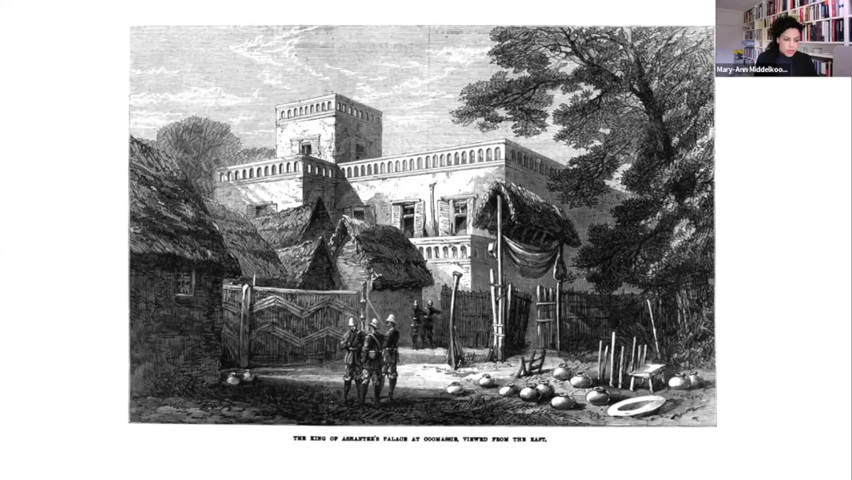 Mary-Ann Middelkoo...
THE KING OF ASHANTEE'S PALACE AT COOMASSIE, VIEWED FROM THE EAST.